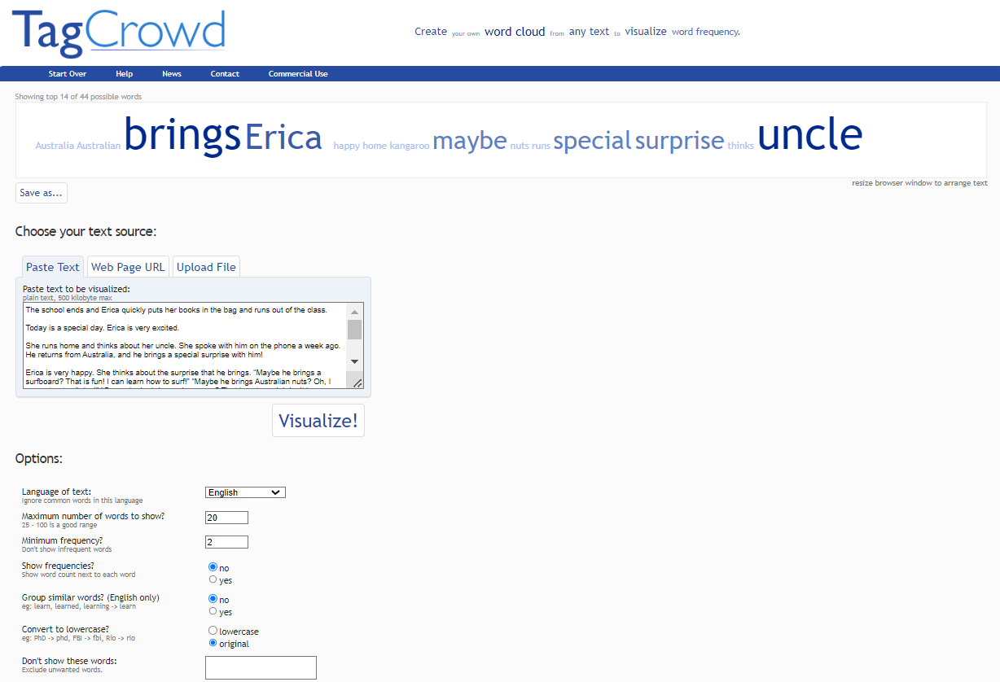 TagCrowd
Create your own word cloud from any text to visualize word frequency.
Start Over Help News Contact Commercial Use
Showing top 14 of 44 possible words
Australia Australian brings Erica happy home kangaroo maybe nuts runs special surprise thinks uncle
resize browser window to arrange text
Save as...
Choose your text source:
Paste Text Web Page URL Upload File
Paste text to be visualized:
plain text, 500 kilobyte max
The school ends and Erica quickly puts her books in the bag and runs out of the class.
Today is a special day. Erica is very excited.
She runs home and thinks about her uncle. She spoke with him on the phone a week ago.
He returns from Australia, and he brings a special surprise with him!
Erica is very happy. She thinks about the surprise that he brings. "Maybe he brings a
surfboard? That is fun! I can learn how to surf!" "Maybe he brings Australian nuts? Oh, I
Visualize!
Options:
Language of text:
Ignore common words in this language
English
Maximum number of words to show?
25 - 100 is a good range
20
Minimum frequency?
Don't show infrequent words
2
Show frequencies?
Show word count next to each word
no
yes
Group similar words? (English only)
eg: learn, learned, learning -> learn
no
yes
Convert to lowercase?
eg: PhD -> phd, FBI -> fbi, Rio -> rio
lowercase
original
Don't show these words:
Exclude unwanted words.